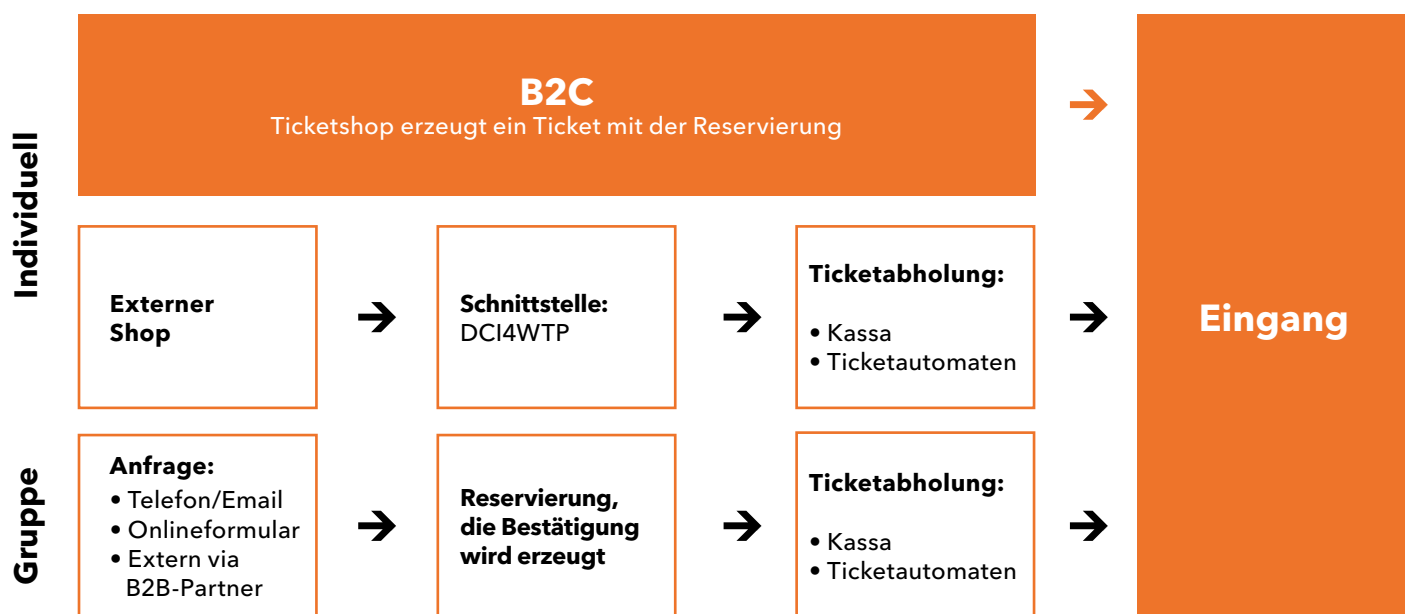 Individuell
B2C
Ticketshop erzeugt ein Ticket mit der Reservierung
➔
Externer
Shop
➔
Schnittstelle:
DCI4WTP
➔
Ticketabholung:
• Kassa
• Ticketautomaten
➔
Eingang
Gruppe
Anfrage:
• Telefon/Email
• Onlineformular
• Extern via
B2B-Partner
➔
Reservierung,
die Bestätigung
wird erzeugt
➔
Ticketabholung:
• Kassa
• Ticketautomaten
➔